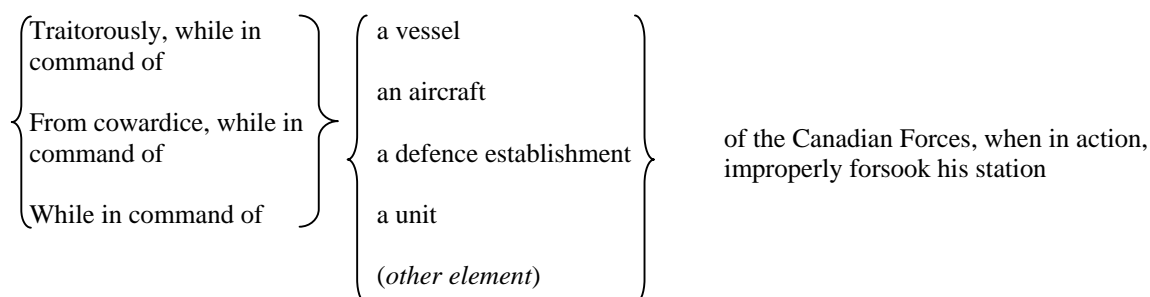 Traitorously, while in
command of
From cowardice, while in
command of
While in command of
a vessel
an aircraft
a defence establishment
a unit
(other element)
of the Canadian Forces, when in action,
improperly forsook his station